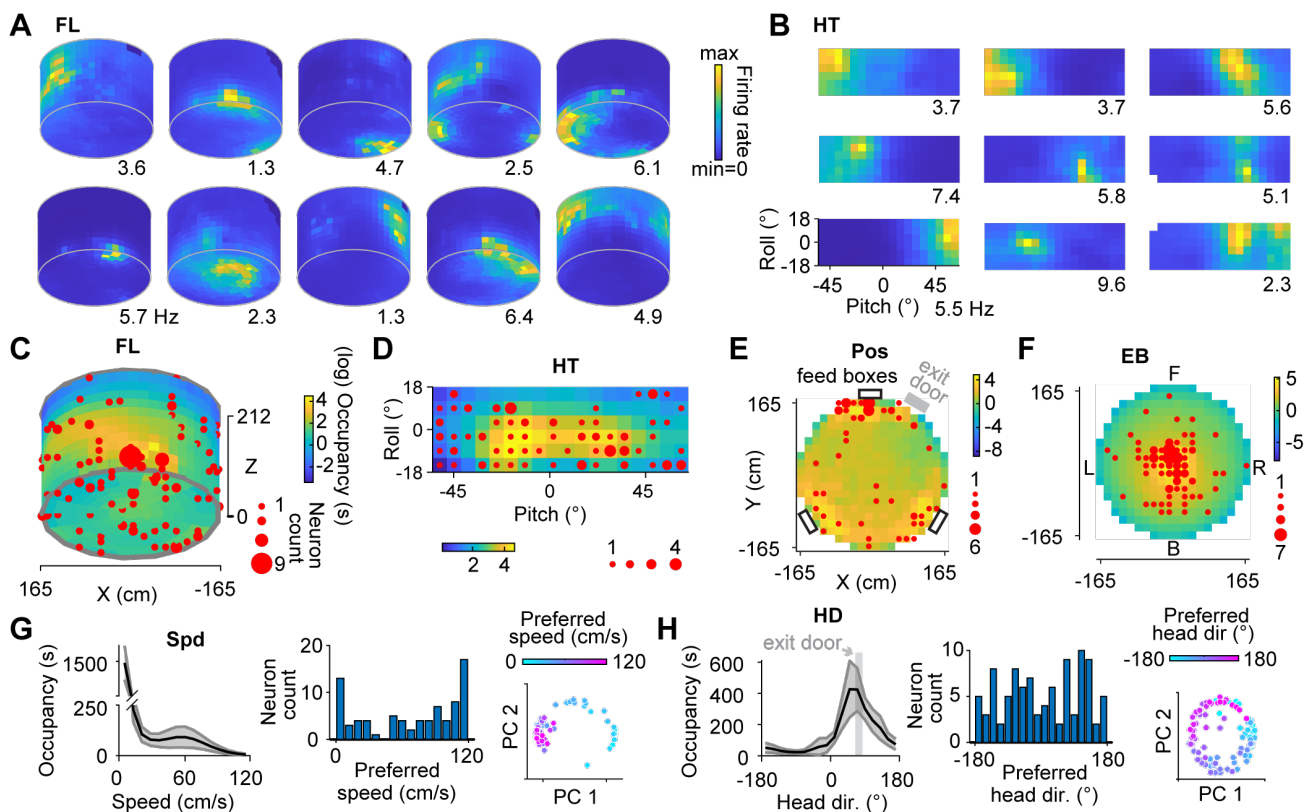 A FL
3.6
1.3
4.7
2.5
6.1
max
Firing rate
min=0
5.7 Hz
2.3
1.3
6.4
4.9
B HT
3.7
3.7
5.6
7.4
5.8
5.1
Roll (°)
18
0
-18
-45
0
45
Pitch (°)
5.5 Hz
9.6
2.3
C FL
212
Z
0
165
X (cm)
-165
(log) Occupancy (s)
4
2
0
-2
Neuron count
1
9
D HT
Roll (°)
18
0
-18
-45
0
45
Pitch (°)
2
4
1
4
E Pos
feed boxes
exit door
165
Y (cm)
-165
-165
165
X (cm)
4
0
-4
-8
1
6
F EB
F
L
R
B
165
-165
-165
165
5
0
-5
1
7
G Spd
Occupancy (s)
1500
250
0
0
60
120
Speed (cm/s)
Neuron count
20
10
0
0
120
Preferred speed (cm/s)
Preferred speed (cm/s)
0
120
PC 2
PC 1
H HD
exit door
Occupancy (s)
600
400
200
0
-180
0
180
Head dir. (°)
Neuron count
10
5
0
-180
180
Preferred head dir. (°)
Preferred head dir. (°)
-180
180
PC 2
PC 1